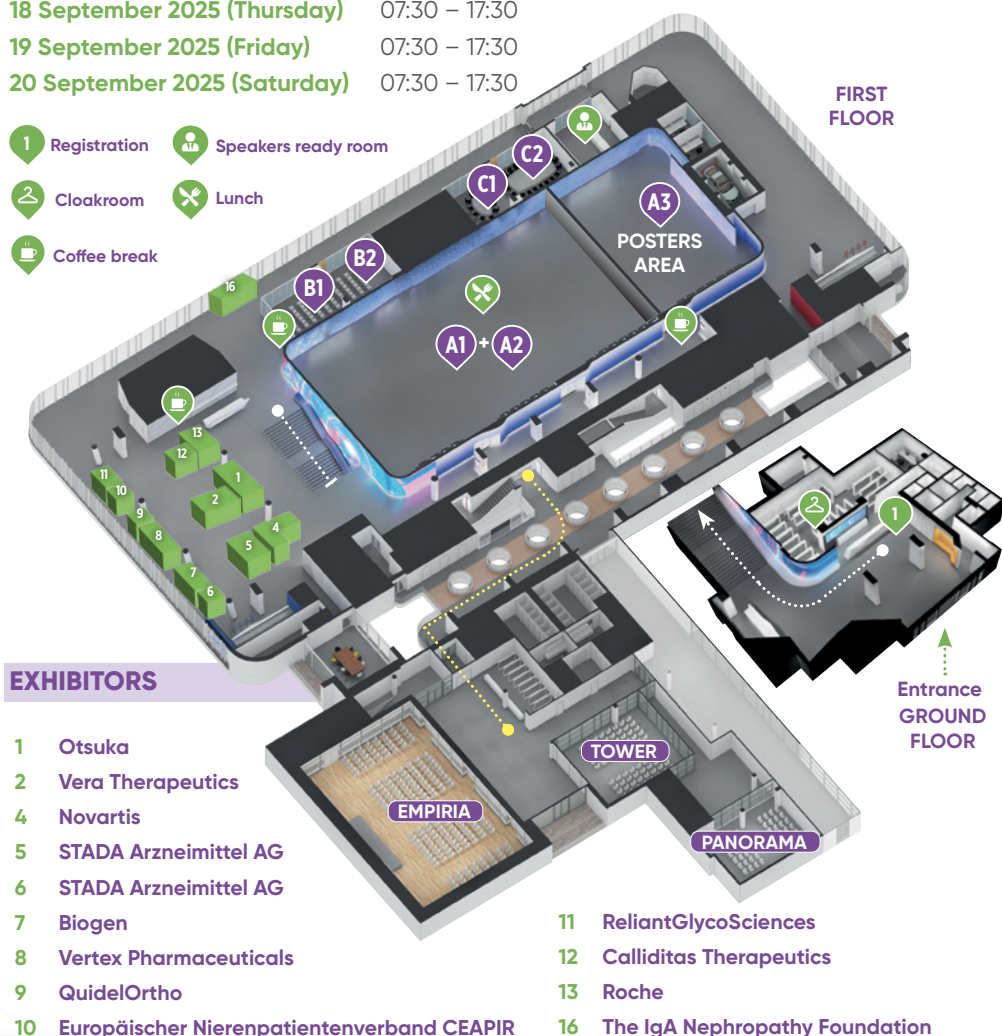 18 September 2025 (Thursday) 07:30 – 17:30
19 September 2025 (Friday) 07:30 – 17:30
20 September 2025 (Saturday) 07:30 – 17:30
1 Registration
Speakers ready room
Cloakroom
Lunch
Coffee break
FIRST
FLOOR
C2
C1
A3
POSTERS
AREA
B2
B1
16
A1 + A2
13
12
11
10
1
2
9
8
4
5
7
6
2
1
Entrance
GROUND
FLOOR
TOWER
EMPIRIA
PANORAMA
EXHIBITORS
1 Otsuka
2 Vera Therapeutics
4 Novartis
5 STADA Arzneimittel AG
6 STADA Arzneimittel AG
7 Biogen
8 Vertex Pharmaceuticals
9 QuidelOrtho
10 Europäischer Nierenpatientenverband CEAPIR
11 ReliantGlycoSciences
12 Calliditas Therapeutics
13 Roche
16 The IgA Nephropathy Foundation